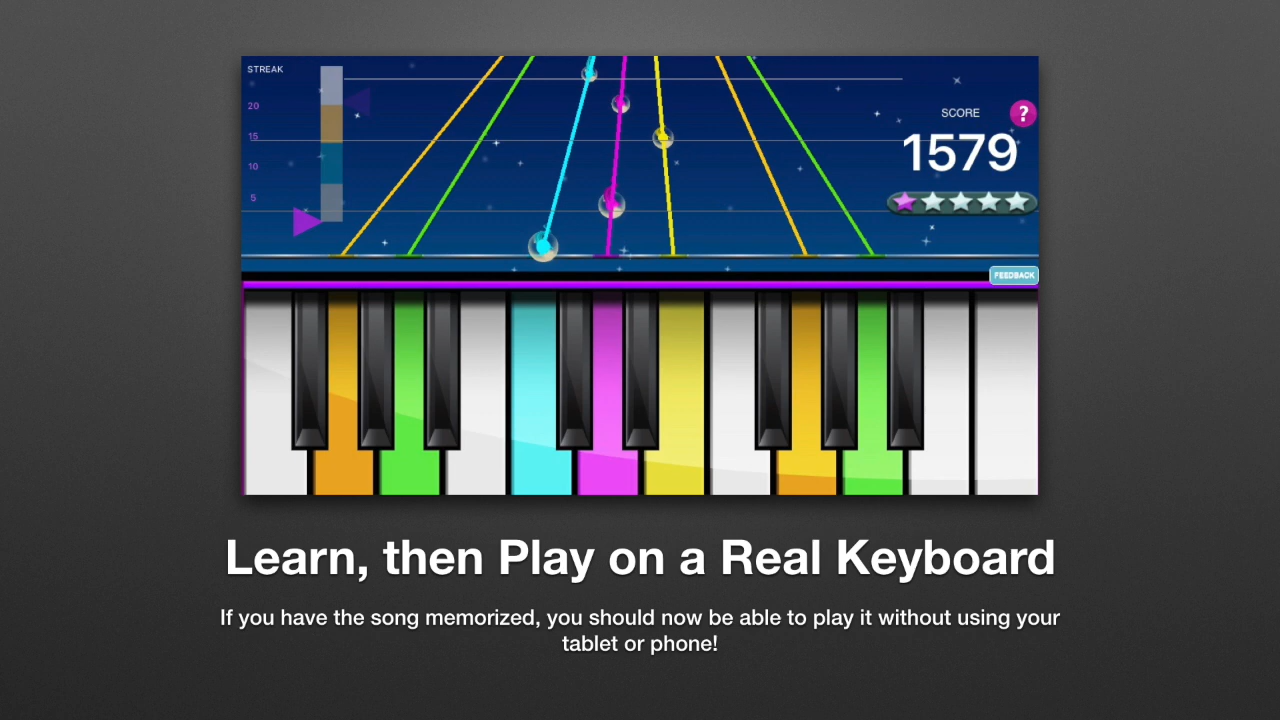 STREAK
20
15
10
5
SCORE
?
1579
FEEDBACK
Learn, then Play on a Real Keyboard
If you have the song memorized, you should now be able to play it without using your
tablet or phone!